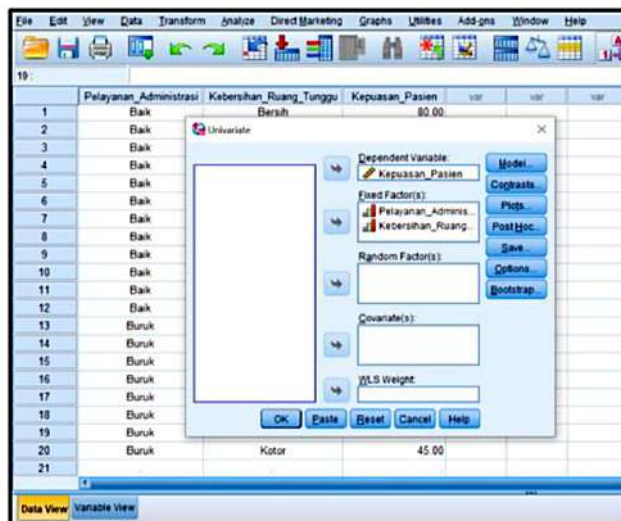 File Edit View Data Transform Analyze Direct Marketing Graphs Utilities Add-ons Window Help
19 :
Pelayanan_Administrasi Kebersihan_Ruang_Tunggu Kepuasan_Pasien var var var
1 Baik Bersih 80.00
2 Baik
3 Baik
4 Baik
5 Baik
6 Baik
7 Baik
8 Baik
9 Baik
10 Baik
11 Baik
12 Baik
13 Buruk
14 Buruk
15 Buruk
16 Buruk
17 Buruk
18 Buruk
19 Buruk
20 Buruk Kotor 45.00
21
Univariate
Dependent Variable:
Kepuasan_Pasien
Fixed Factor(s):
Pelayanan_Adminis...
Kebersihan_Ruang...
Random Factor(s):
Covariate(s):
WLS Weight:
Model...
Contrasts...
Plots...
Post Hoc...
Save...
Options...
Bootstrap...
OK Paste Reset Cancel Help
Data View Variable View